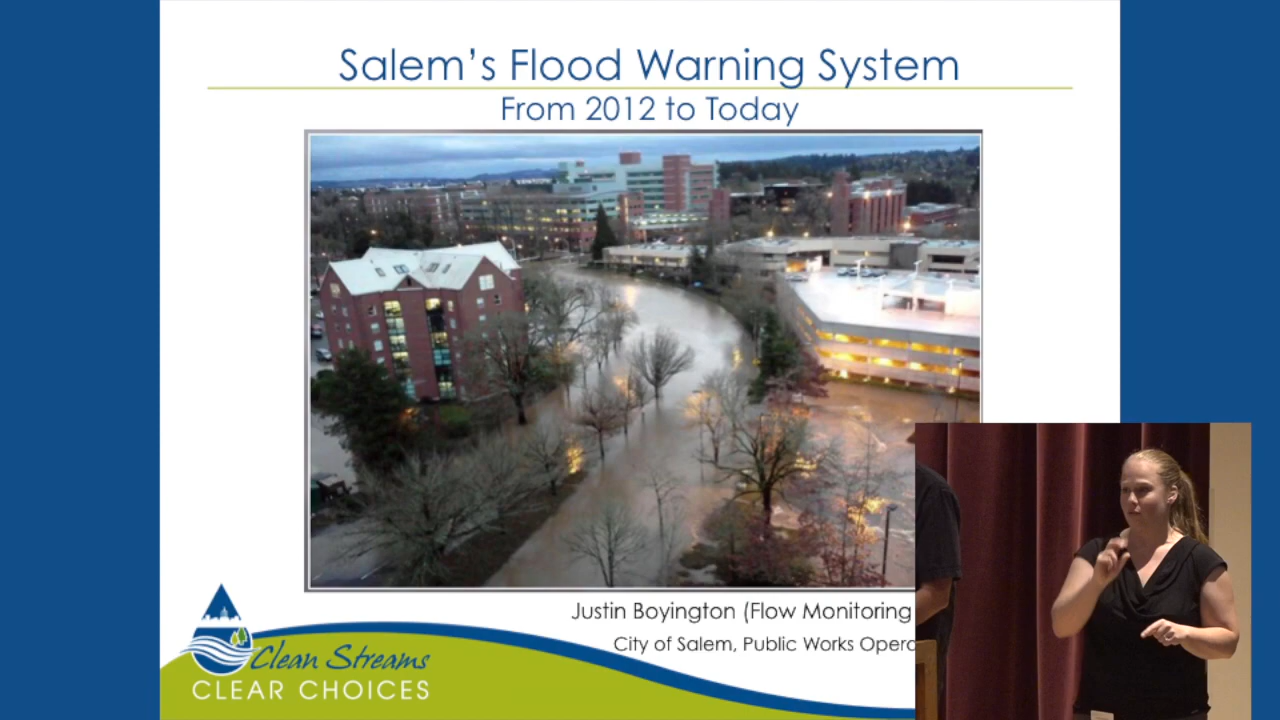 Salem's Flood Warning System
From 2012 to Today
Justin Boyington (Flow Monitoring
City of Salem, Public Works Opera
Clean Streams
CLEAR CHOICES